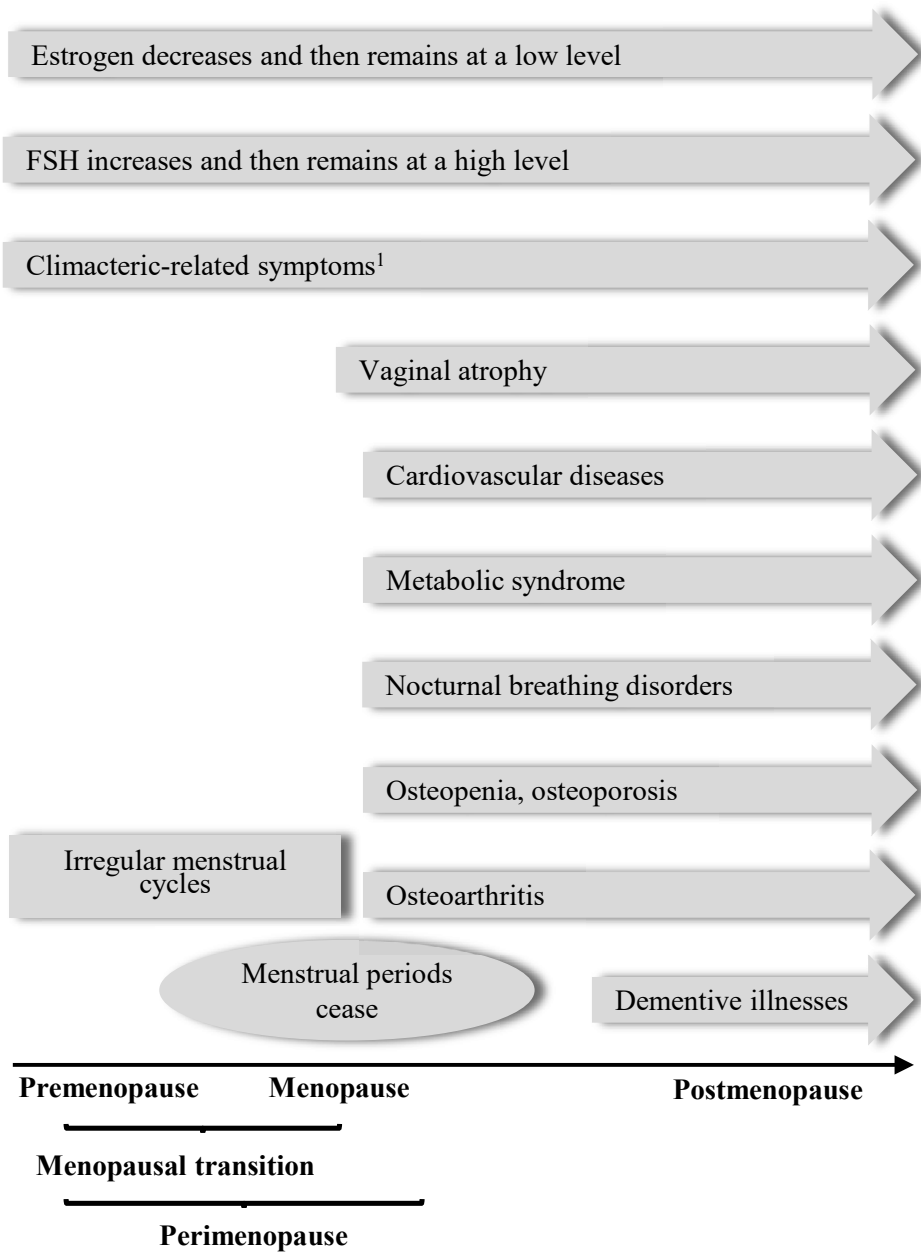 Estrogen decreases and then remains at a low level
FSH increases and then remains at a high level
Climacteric-related symptoms¹
Vaginal atrophy
Cardiovascular diseases
Metabolic syndrome
Nocturnal breathing disorders
Osteopenia, osteoporosis
Irregular menstrual
cycles
Osteoarthritis
Menstrual periods
cease
Dementive illnesses
Premenopause Menopause Postmenopause
Menopausal transition
Perimenopause